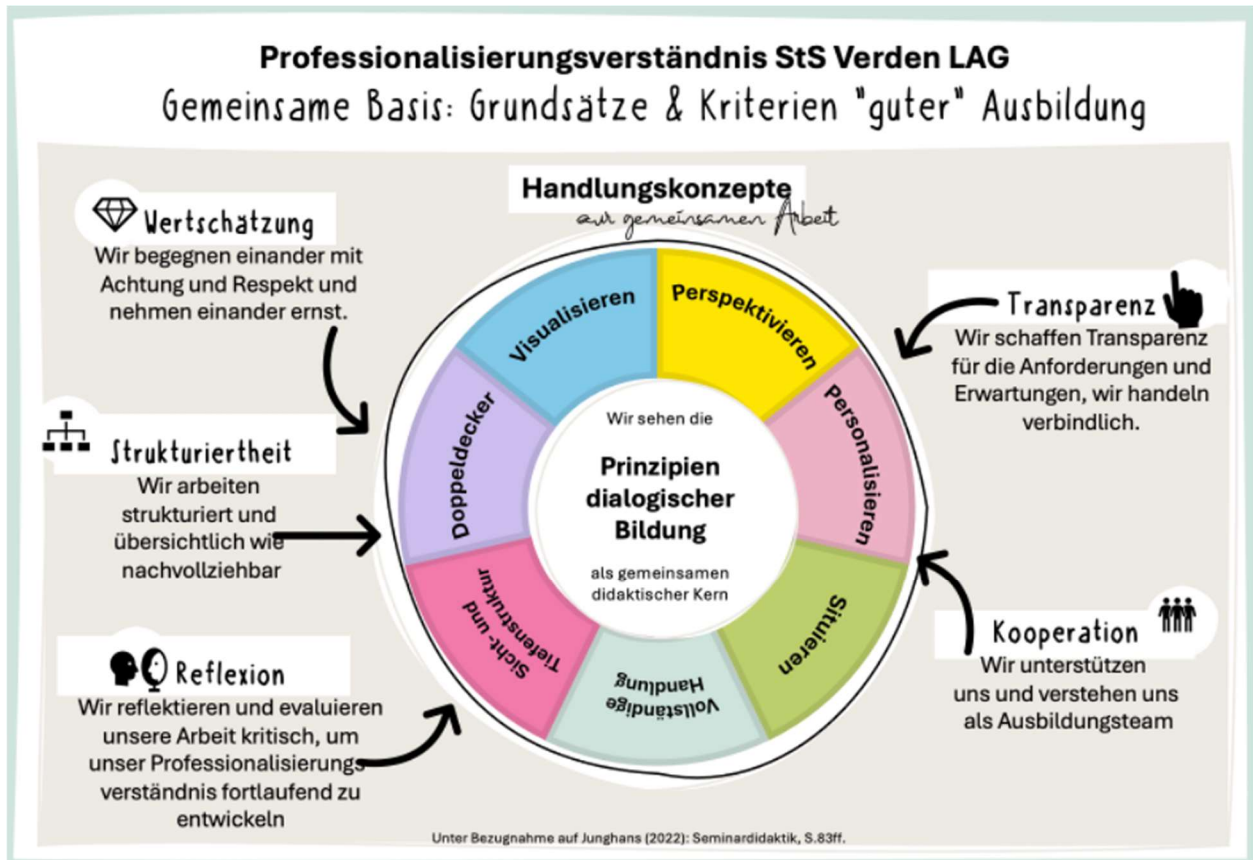 Professionalisierungsverständnis StS Verden LAG
Gemeinsame Basis: Grundsätze & Kriterien "guter" Ausbildung
Handlungskonzepte
zur gemeinsamen Arbeit
Wertschätzung
Wir begegnen einander mit
Achtung und Respekt und
nehmen einander ernst.
Strukturiertheit
Wir arbeiten
strukturiert und
übersichtlich wie
nachvollziehbar
Reflexion
Wir reflektieren und evaluieren
unsere Arbeit kritisch, um
unser Professionalisierungs
verständnis fortlaufend zu
entwickeln
Visualisieren
Perspektivieren
Personalisieren
Situieren
Vollständige
Handlung
Sicht- und
Tiefenstruktur
Doppeldecker
Wir sehen die
Prinzipien
dialogischer
Bildung
als gemeinsamen
didaktischer Kern
Transparenz
Wir schaffen Transparenz
für die Anforderungen und
Erwartungen, wir handeln
verbindlich.
Kooperation
Wir unterstützen
uns und verstehen uns
als Ausbildungsteam
Unter Bezugnahme auf Junghans (2022): Seminardidaktik, S.83ff.